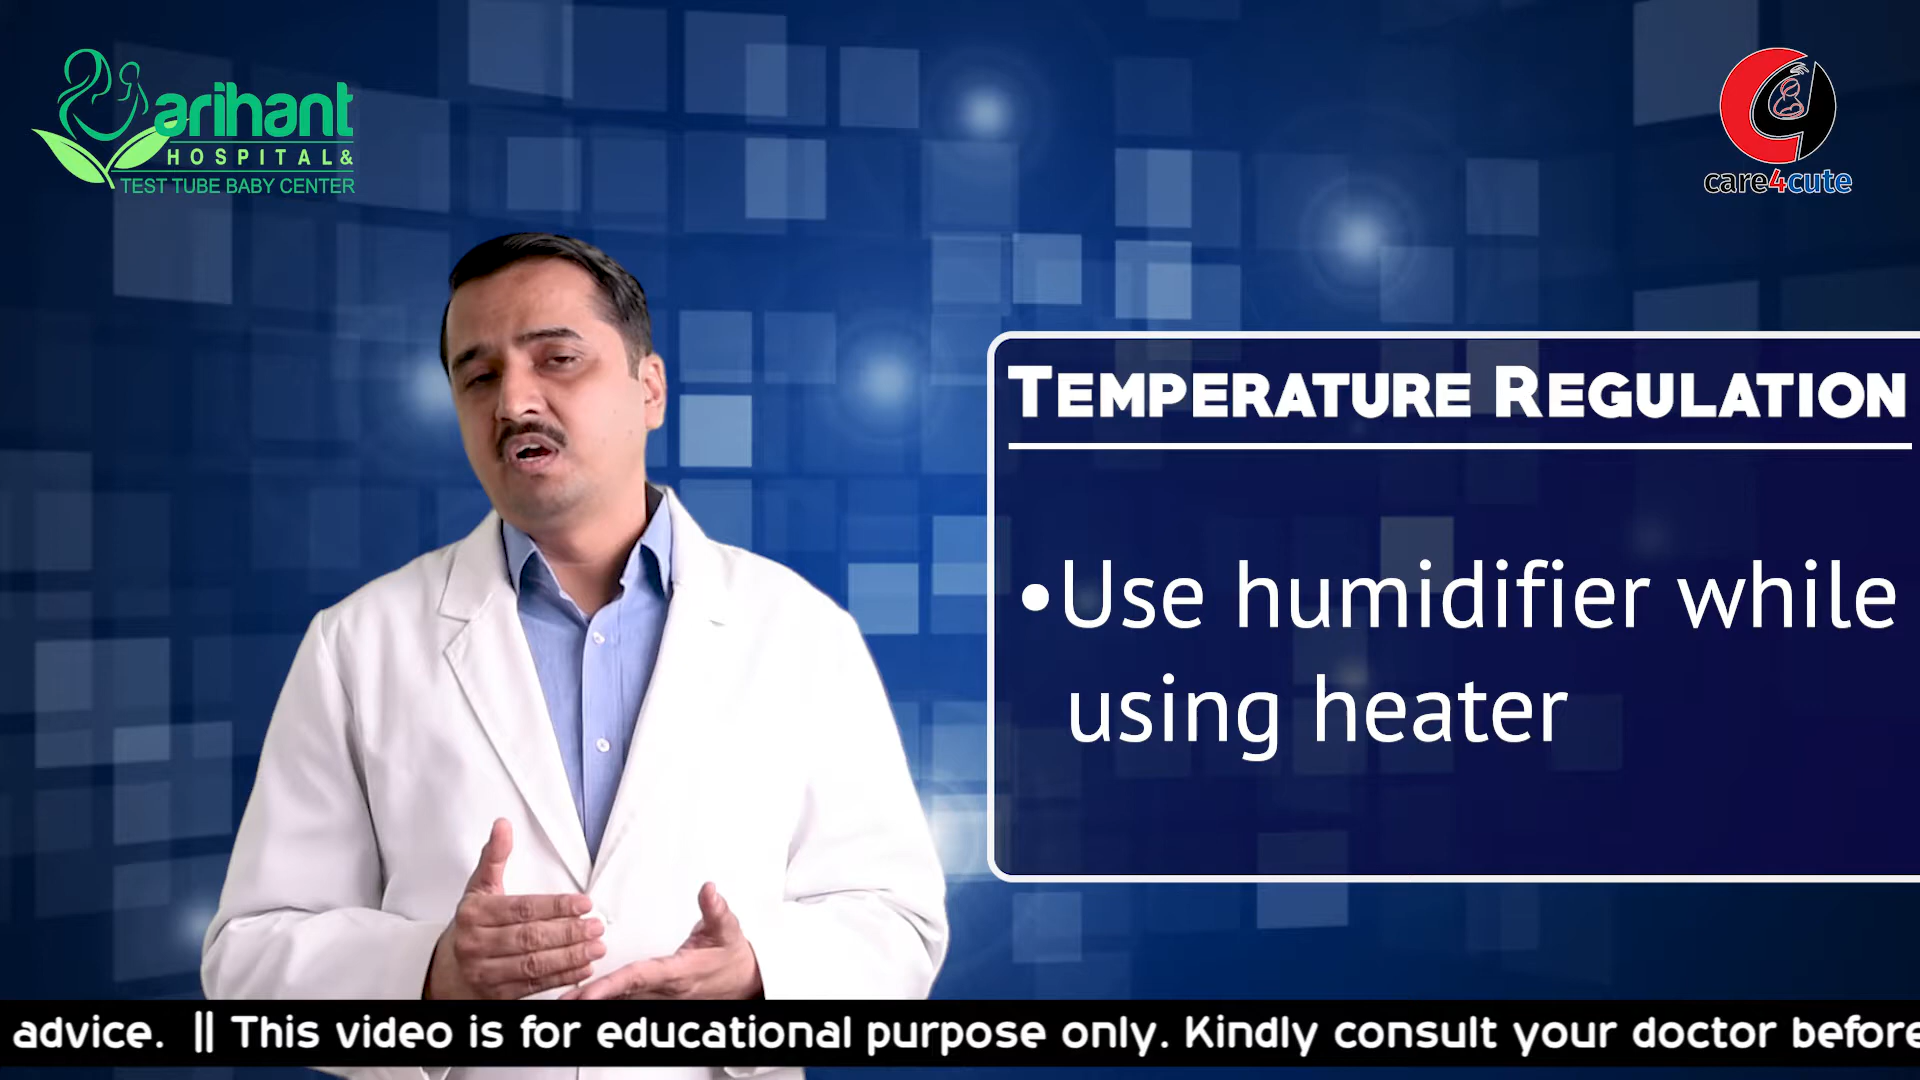 arihant
HOSPITAL &
TEST TUBE BABY CENTER
care4cute
TEMPERATURE REGULATION
•Use humidifier while
using heater
advice. || This video is for educational purpose only. Kindly consult your doctor before